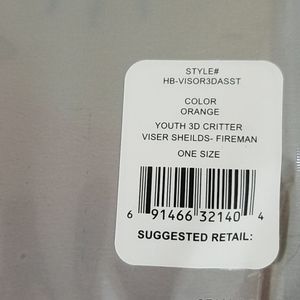 STYLE#
HB-VISOR3DASST
COLOR
ORANGE
YOUTH 3D CRITTER
VISER SHEILDS- FIREMAN
ONE SIZE
6 91466 32140 4
SUGGESTED RETAIL: